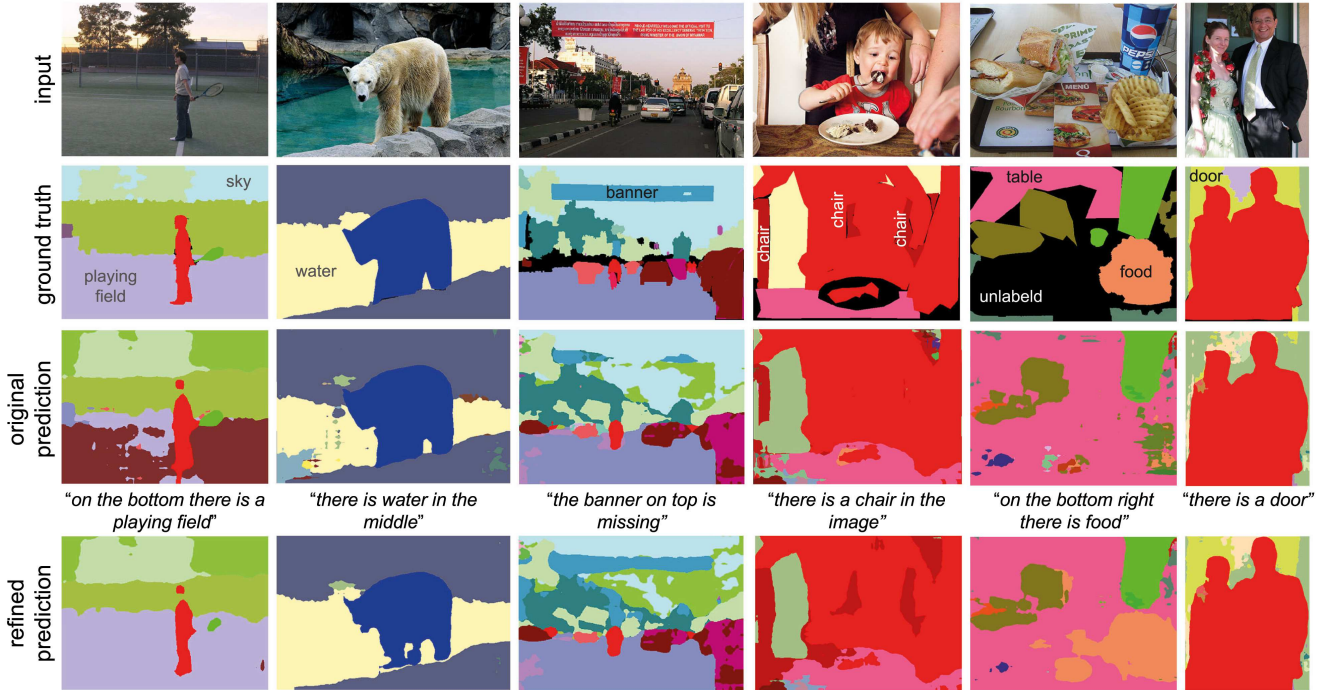 input
PEPSI
MENÜ
ground truth
sky
playing
field
water
banner
chair
chair
chair
table
food
unlabeld
door
original
prediction
“on the bottom there is a
playing field”
“there is water in the
middle”
“the banner on top is
missing”
“there is a chair in the
image”
“on the bottom right
there is food”
“there is a door”
refined
prediction